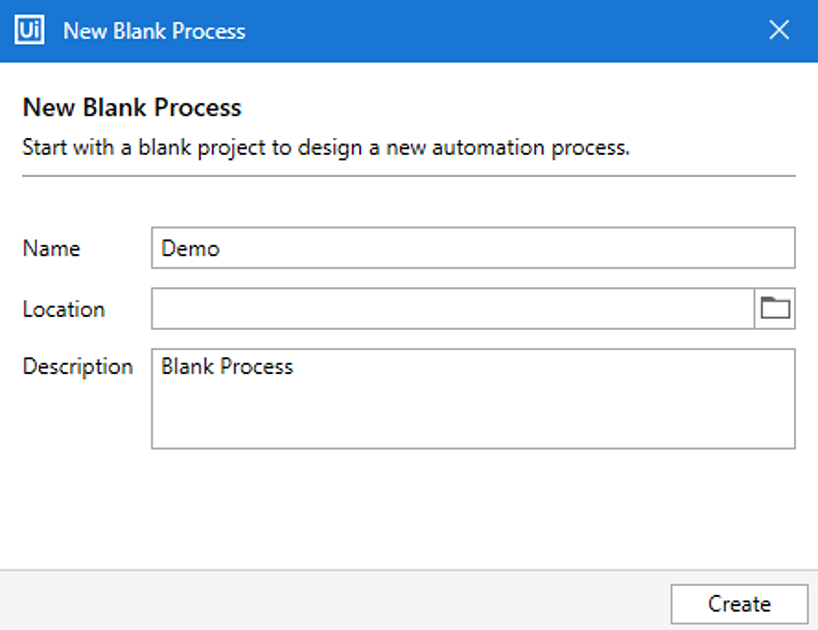 Ui New Blank Process
New Blank Process
Start with a blank project to design a new automation process.
Name Demo
Location
Description Blank Process
Create